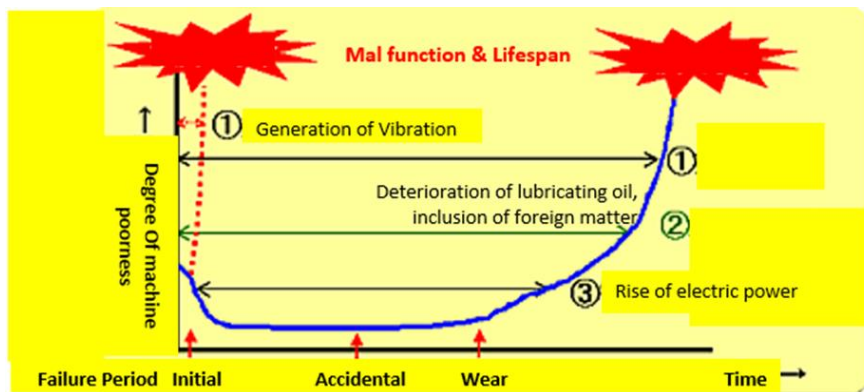 Mal function & Lifespan
① Generation of Vibration
①
Deterioration of lubricating oil,
inclusion of foreign matter
②
③ Rise of electric power
Degree Of machine
poorness
Failure Period Initial Accidental Wear Time